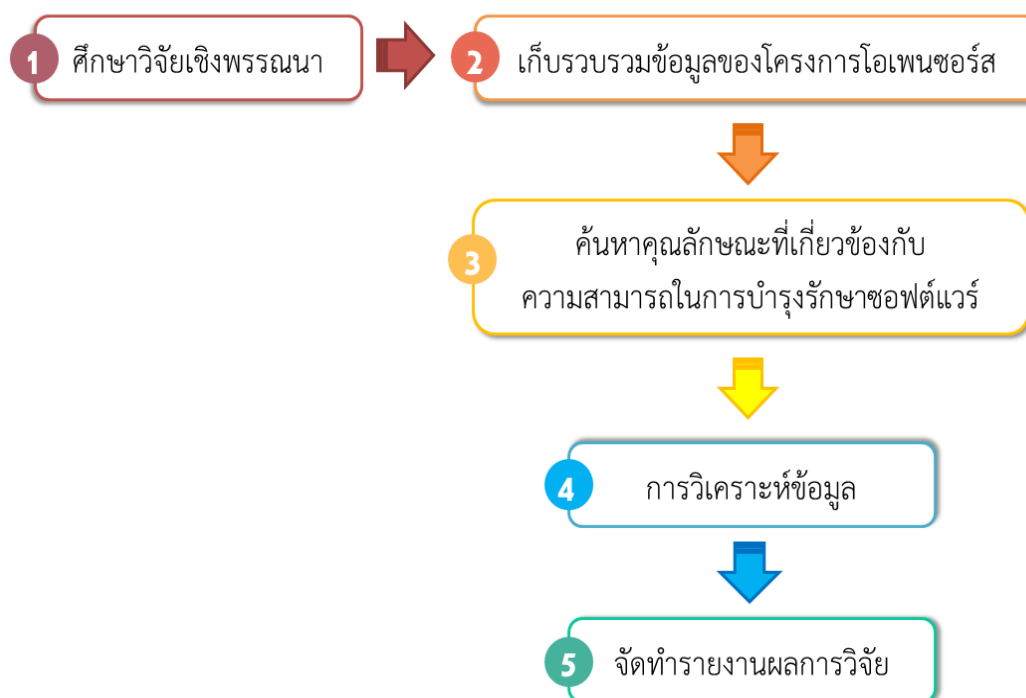 1 ศึกษาวิจัยเชิงพรรณนา
2 เก็บรวบรวมข้อมูลของโครงการโอเพนซอร์ส
3 ค้นหาคุณลักษณะที่เกี่ยวข้องกับ
ความสามารถในการบำรุงรักษาซอฟต์แวร์
4 การวิเคราะห์ข้อมูล
5 จัดทำรายงานผลการวิจัย